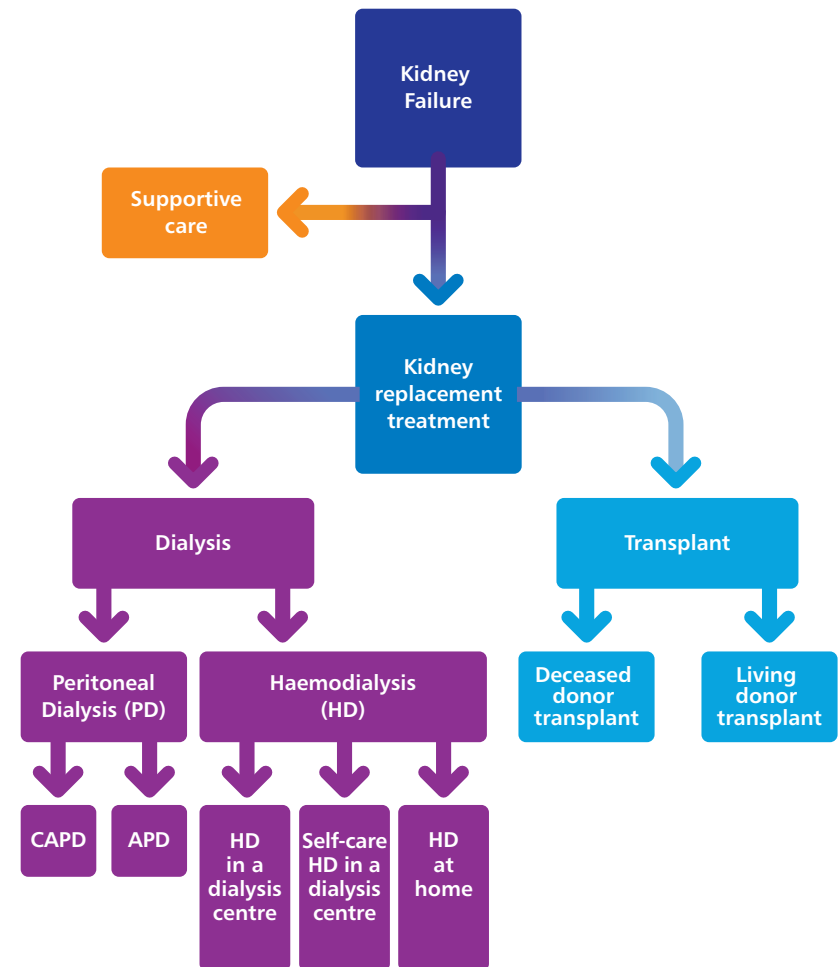 Kidney
Failure
Supportive
care
Kidney
replacement
treatment
Dialysis
Transplant
Peritoneal
Dialysis (PD)
Haemodialysis
(HD)
Deceased
donor
transplant
Living
donor
transplant
CAPD
APD
HD
in a
dialysis
centre
Self-care
HD in a
dialysis
centre
HD
at
home